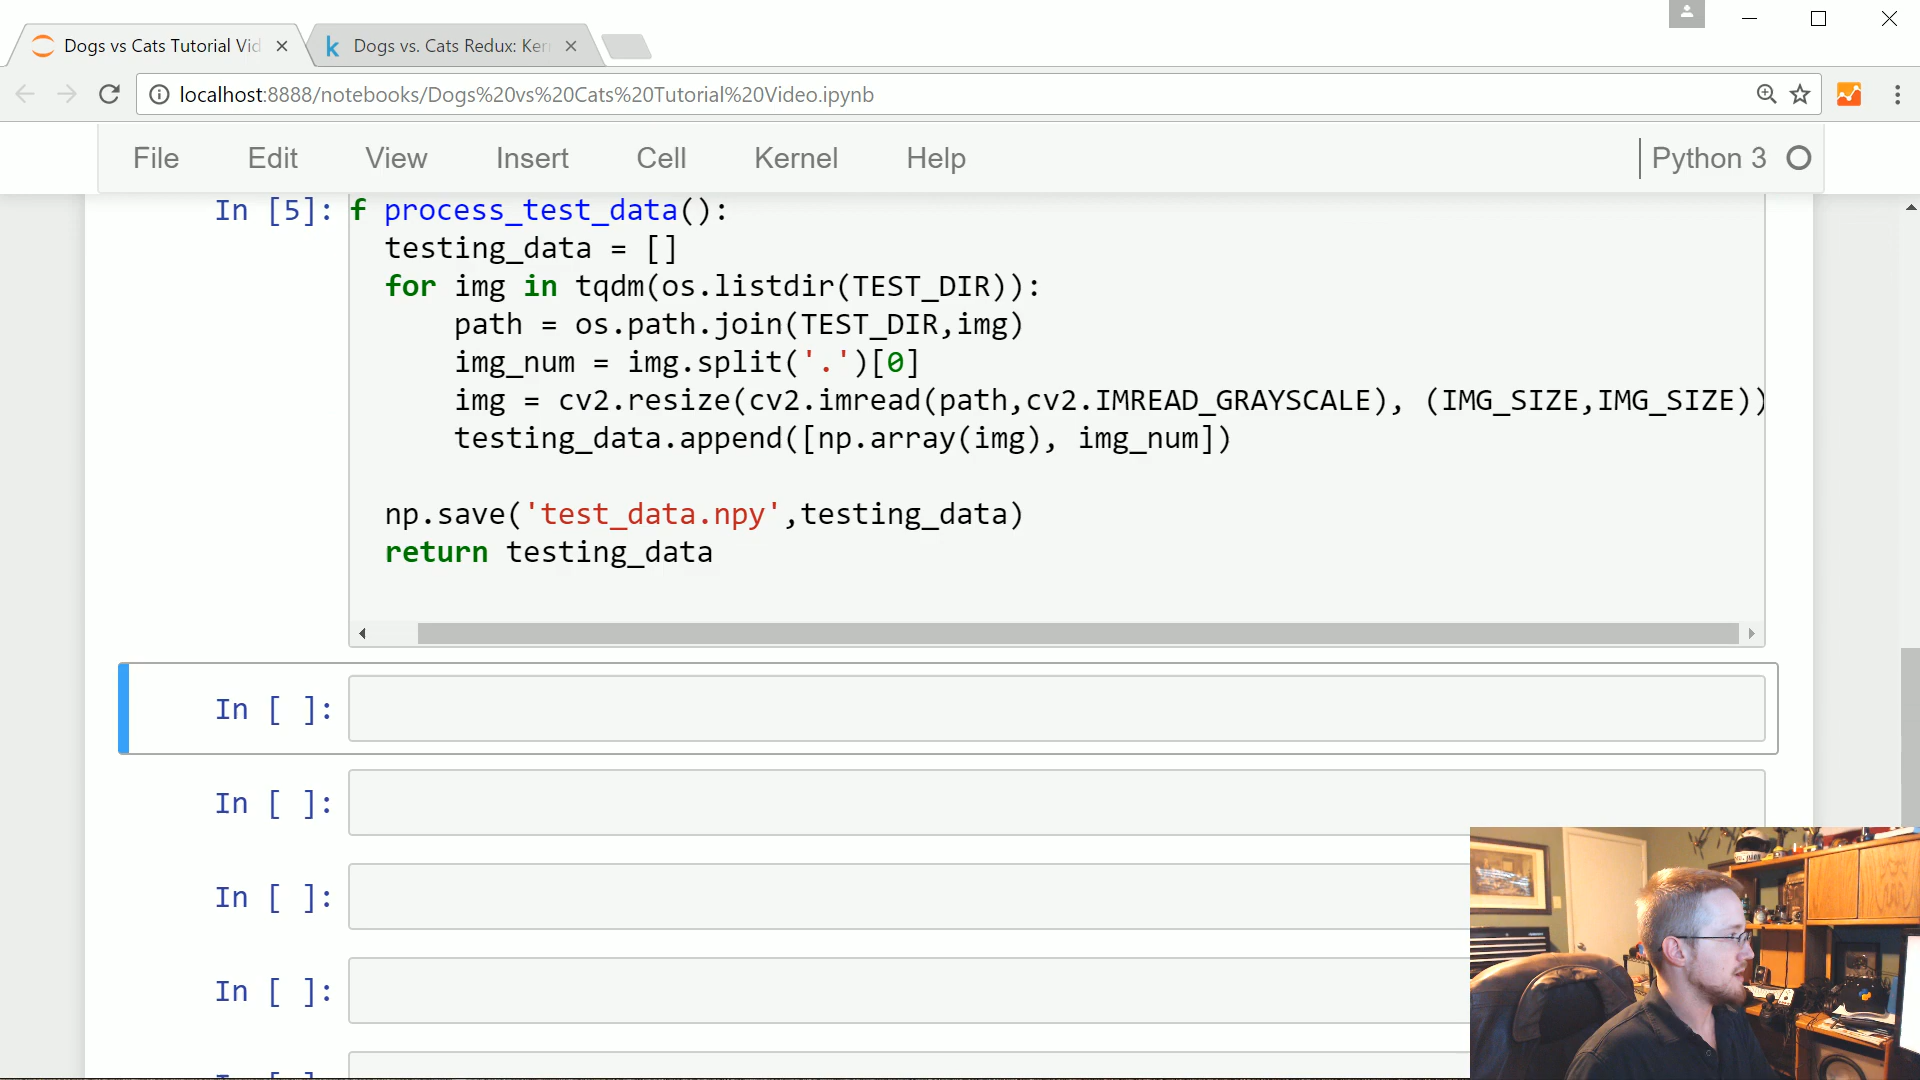 Dogs vs Cats Tutorial Vid
k Dogs vs. Cats Redux: Ker
localhost:8888/notebooks/Dogs%20vs%20Cats%20Tutorial%20Video.ipynb
File Edit View Insert Cell Kernel Help Python 3
In [5]: f process_test_data():
testing_data = []
for img in tqdm(os.listdir(TEST_DIR)):
path = os.path.join(TEST_DIR,img)
img_num = img.split('.')[0]
img = cv2.resize(cv2.imread(path,cv2.IMREAD_GRAYSCALE), (IMG_SIZE,IMG_SIZE))
testing_data.append([np.array(img), img_num])
np.save('test_data.npy',testing_data)
return testing_data
In [ ]:
In [ ]:
In [ ]:
In [ ]: